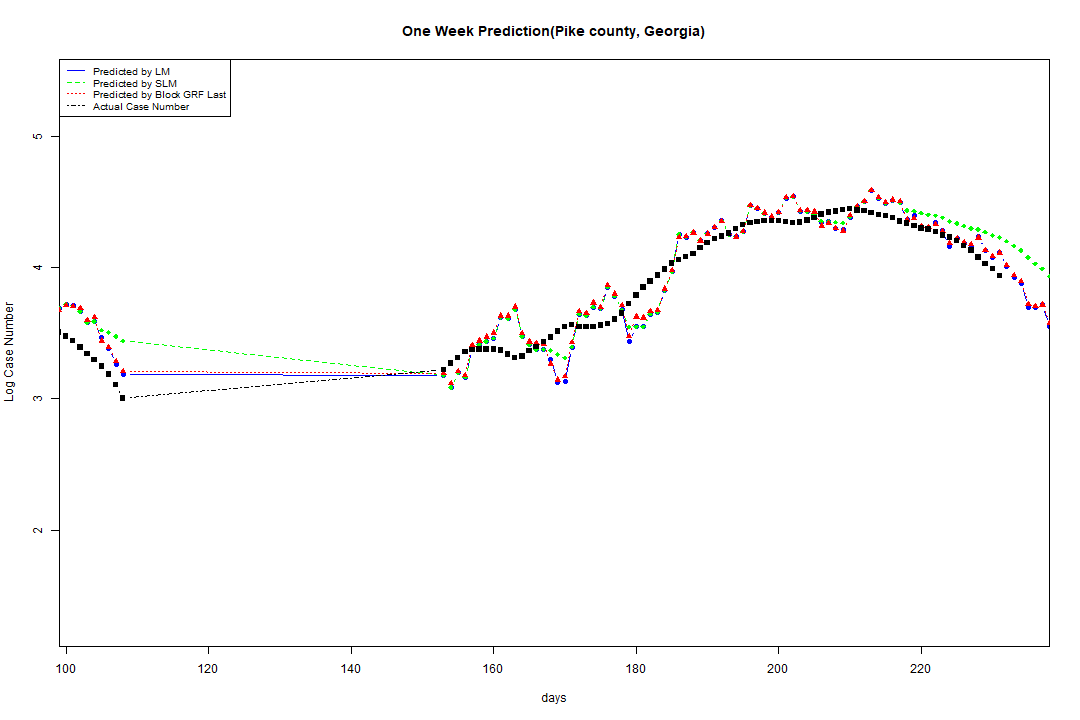 One Week Prediction(Pike county, Georgia)
Predicted by LM
Predicted by SLM
Predicted by Block GRF Last
Actual Case Number
5
4
3
2
Log Case Number
100 120 140 160 180 200 220
days